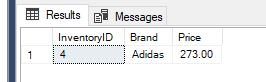 Results Messages
InventoryID Brand Price
1 4 Adidas 273.00